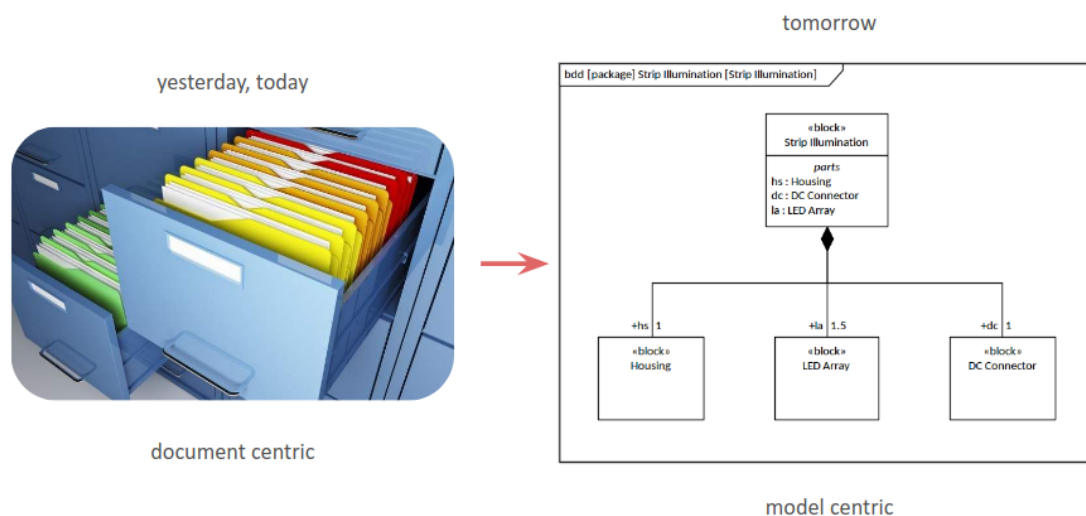 yesterday, today
document centric
tomorrow
bdd [package] Strip Illumination [Strip Illumination]
«block»
Strip Illumination
parts
hs : Housing
dc : DC Connector
la : LED Array
+hs 1
+la 1.5
+dc 1
«block»
Housing
«block»
LED Array
«block»
DC Connector
model centric